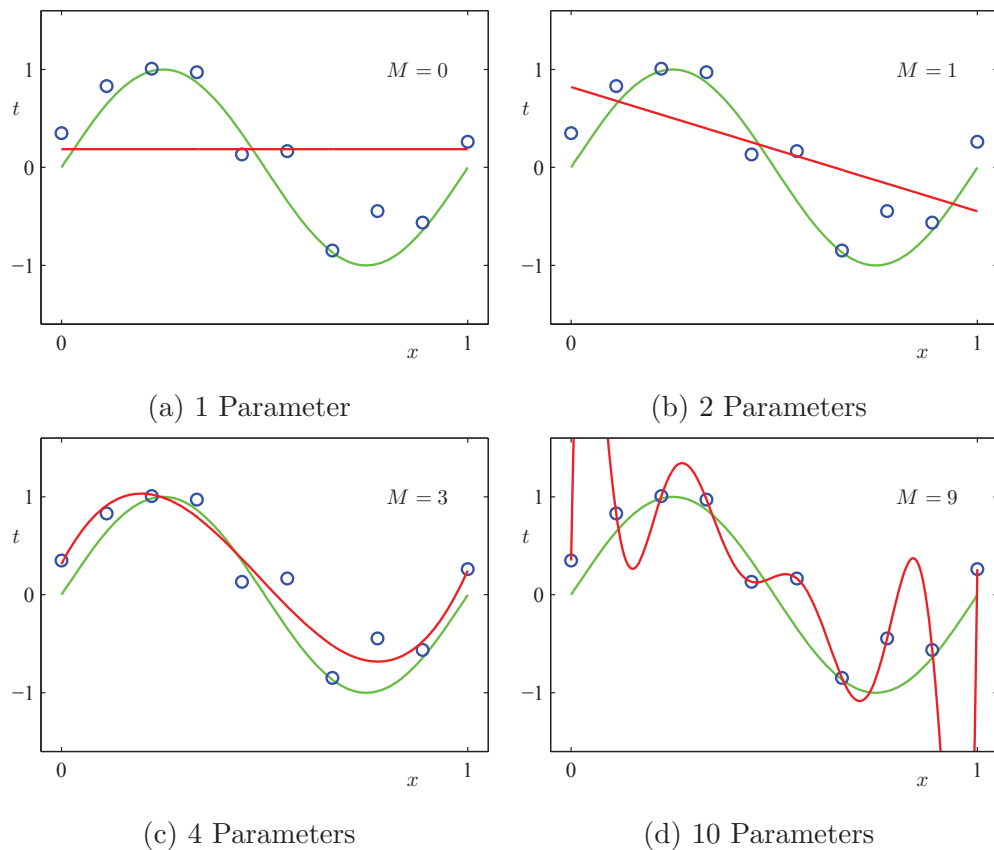 M = 0
1
t
0
−1
0
x
1
(a) 1 Parameter
M = 1
1
t
0
−1
0
x
1
(b) 2 Parameters
M = 3
1
t
0
−1
0
x
1
(c) 4 Parameters
M = 9
1
t
0
−1
0
x
1
(d) 10 Parameters